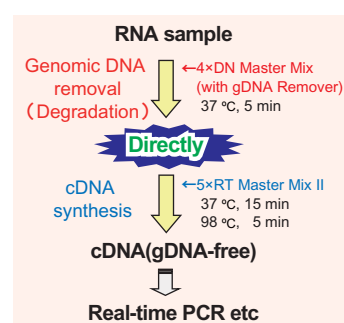 RNA sample
Genomic DNA
removal
(Degradation)
←4×DN Master Mix
(with gDNA Remover)
37 ℃, 5 min
Directly
cDNA
synthesis
←5×RT Master Mix II
37 ℃, 15 min
98 ℃, 5 min
cDNA(gDNA-free)
Real-time PCR etc